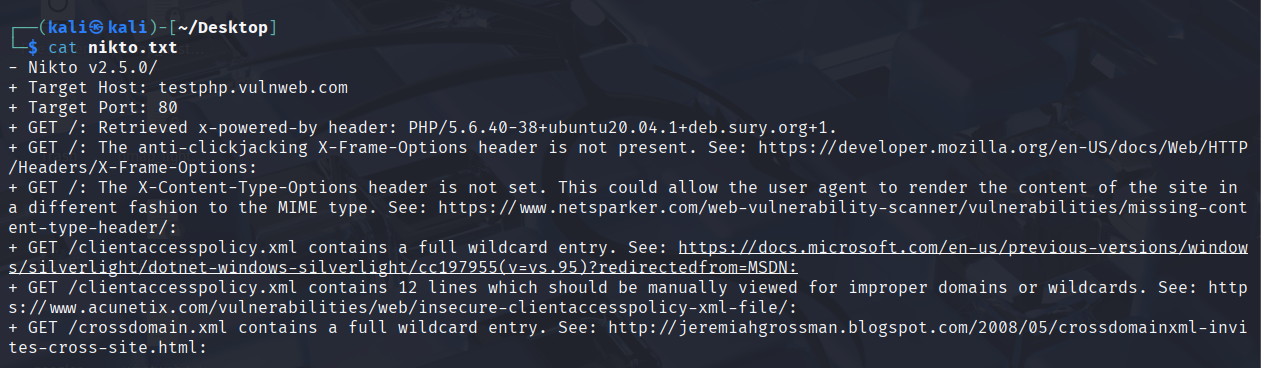 ┌──(kali㉿kali)-[~/Desktop]
└─$ cat nikto.txt
- Nikto v2.5.0/
+ Target Host: testphp.vulnweb.com
+ Target Port: 80
+ GET /: Retrieved x-powered-by header: PHP/5.6.40-38+ubuntu20.04.1+deb.sury.org+1.
+ GET /: The anti-clickjacking X-Frame-Options header is not present. See: https://developer.mozilla.org/en-US/docs/Web/HTTP
/Headers/X-Frame-Options:
+ GET /: The X-Content-Type-Options header is not set. This could allow the user agent to render the content of the site in
a different fashion to the MIME type. See: https://www.netsparker.com/web-vulnerability-scanner/vulnerabilities/missing-cont
ent-type-header/:
+ GET /clientaccesspolicy.xml contains a full wildcard entry. See: https://docs.microsoft.com/en-us/previous-versions/window
s/silverlight/dotnet-windows-silverlight/cc197955(v=vs.95)?redirectedfrom=MSDN:
+ GET /clientaccesspolicy.xml contains 12 lines which should be manually viewed for improper domains or wildcards. See: http
s://www.acunetix.com/vulnerabilities/web/insecure-clientaccesspolicy-xml-file/:
+ GET /crossdomain.xml contains a full wildcard entry. See: http://jeremiahgrossman.blogspot.com/2008/05/crossdomainxml-invi
tes-cross-site.html: